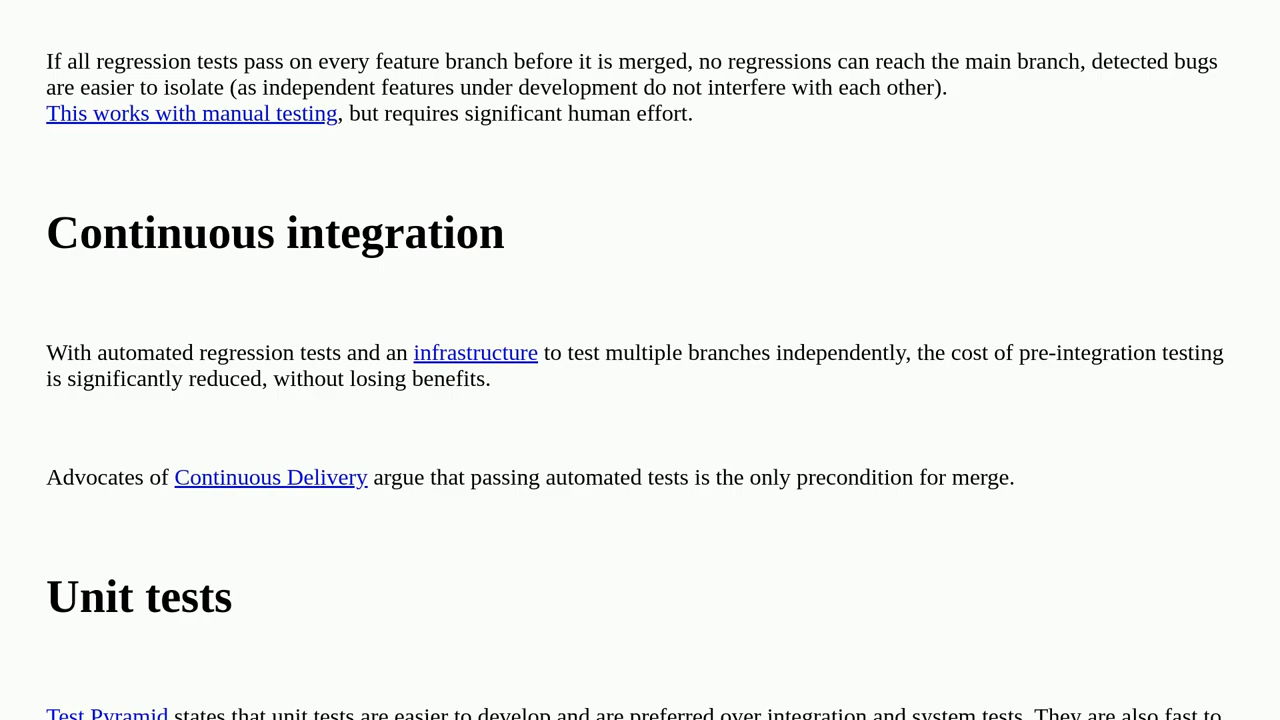 If all regression tests pass on every feature branch before it is merged, no regressions can reach the main branch, detected bugs
are easier to isolate (as independent features under development do not interfere with each other).
This works with manual testing, but requires significant human effort.
Continuous integration
With automated regression tests and an infrastructure to test multiple branches independently, the cost of pre-integration testing
is significantly reduced, without losing benefits.
Advocates of Continuous Delivery argue that passing automated tests is the only precondition for merge.
Unit tests
Test Pyramid states that unit tests are easier to develop and are preferred over integration and system tests. They are also fast to